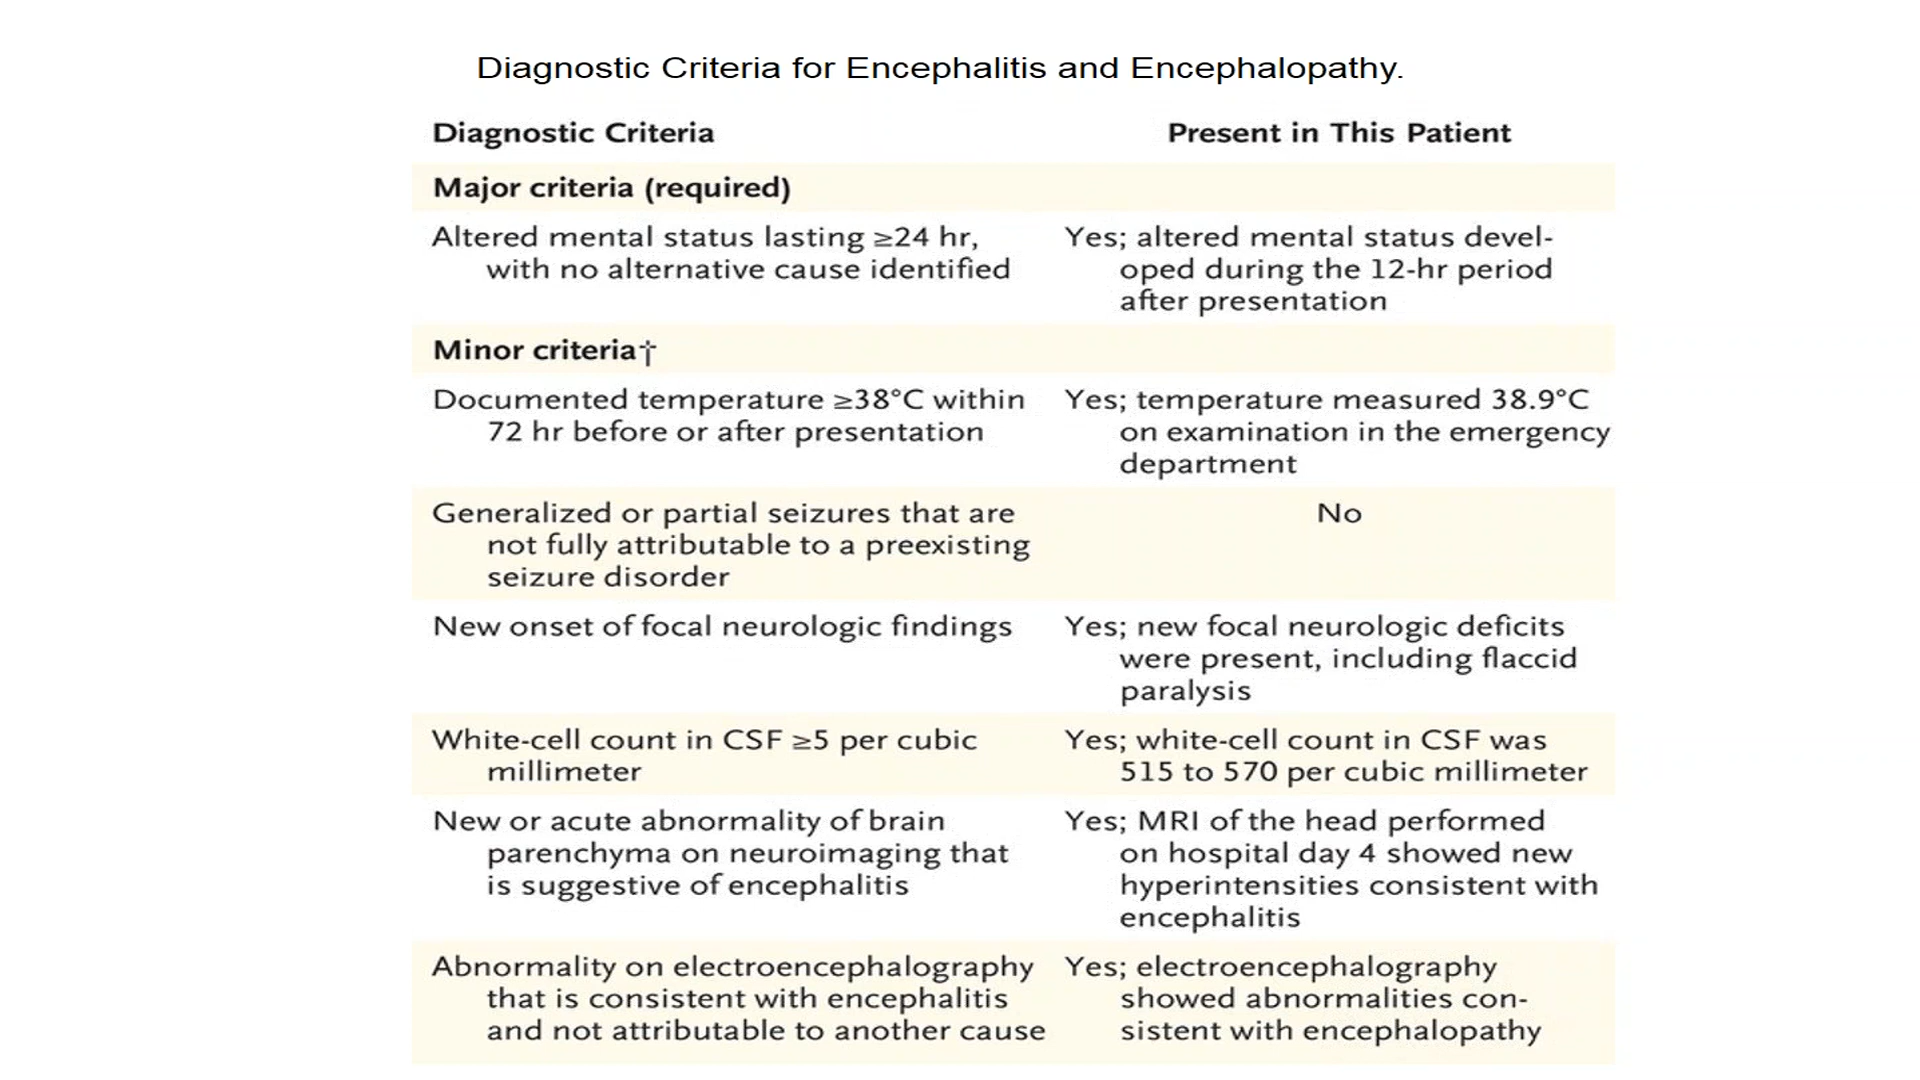 Diagnostic Criteria for Encephalitis and Encephalopathy.
Diagnostic Criteria
Present in This Patient
Major criteria (required)
Altered mental status lasting ≥24 hr,
with no alternative cause identified
Yes; altered mental status devel-
oped during the 12-hr period
after presentation
Minor criteria†
Documented temperature ≥38°C within
72 hr before or after presentation
Yes; temperature measured 38.9°C
on examination in the emergency
department
Generalized or partial seizures that are
not fully attributable to a preexisting
seizure disorder
No
New onset of focal neurologic findings
Yes; new focal neurologic deficits
were present, including flaccid
paralysis
White-cell count in CSF ≥5 per cubic
millimeter
Yes; white-cell count in CSF was
515 to 570 per cubic millimeter
New or acute abnormality of brain
parenchyma on neuroimaging that
is suggestive of encephalitis
Yes; MRI of the head performed
on hospital day 4 showed new
hyperintensities consistent with
encephalitis
Abnormality on electroencephalography
that is consistent with encephalitis
and not attributable to another cause
Yes; electroencephalography
showed abnormalities con-
sistent with encephalopathy